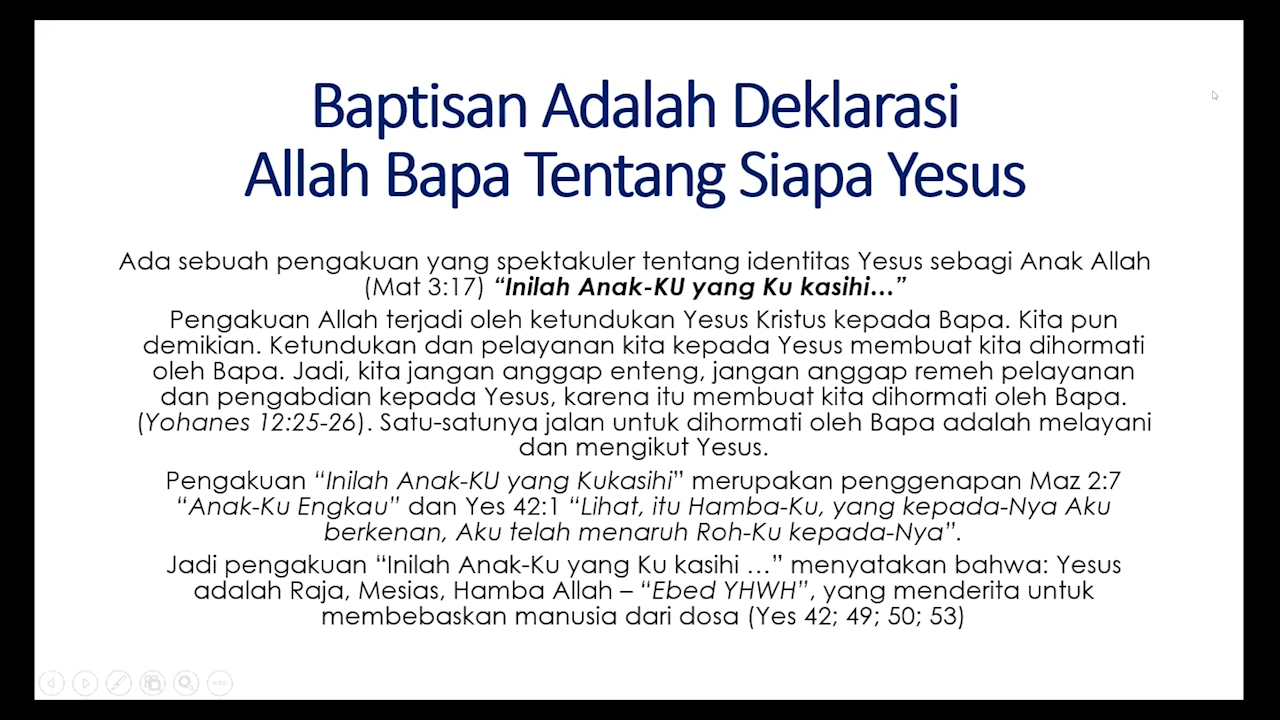 Baptisan Adalah Deklarasi
Allah Bapa Tentang Siapa Yesus
Ada sebuah pengakuan yang spektakuler tentang identitas Yesus sebagi Anak Allah
(Mat 3:17) “Inilah Anak-KU yang Ku kasihi…”
Pengakuan Allah terjadi oleh ketundukan Yesus Kristus kepada Bapa. Kita pun
demikian. Ketundukan dan pelayanan kita kepada Yesus membuat kita dihormati
oleh Bapa. Jadi, kita jangan anggap enteng, jangan anggap remeh pelayanan
dan pengabdian kepada Yesus, karena itu membuat kita dihormati oleh Bapa.
(Yohanes 12:25-26). Satu-satunya jalan untuk dihormati oleh Bapa adalah melayani
dan mengikut Yesus.
Pengakuan “Inilah Anak-KU yang Kukasihi” merupakan penggenapan Maz 2:7
“Anak-Ku Engkau” dan Yes 42:1 “Lihat, itu Hamba-Ku, yang kepada-Nya Aku
berkenan, Aku telah menaruh Roh-Ku kepada-Nya”.
Jadi pengakuan “Inilah Anak-Ku yang Ku kasihi …” menyatakan bahwa: Yesus
adalah Raja, Mesias, Hamba Allah – “Ebed YHWH”, yang menderita untuk
membebaskan manusia dari dosa (Yes 42; 49; 50; 53)